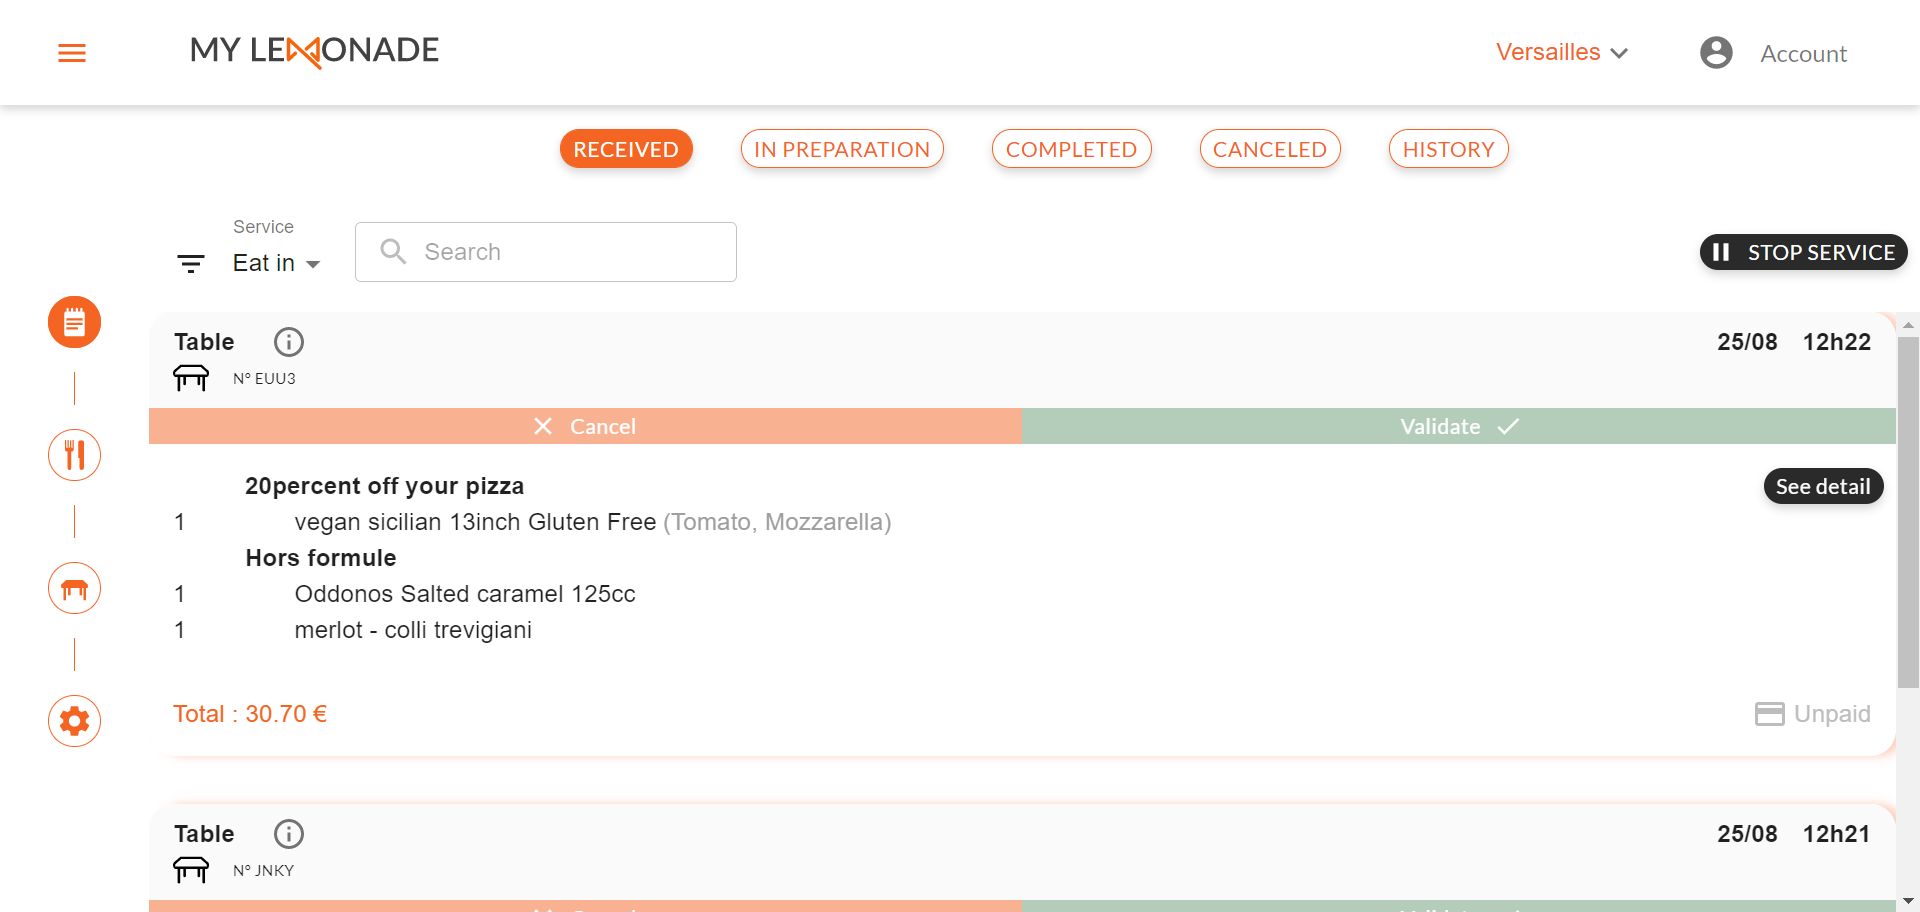 MY LEMONADE
Versailles
Account
RECEIVED
IN PREPARATION
COMPLETED
CANCELED
HISTORY
Service
Eat in
Search
STOP SERVICE
Table
25/08 12h22
N° EUU3
Cancel
Validate
20percent off your pizza
See detail
1 vegan sicilian 13inch Gluten Free (Tomato, Mozzarella)
Hors formule
1 Oddonos Salted caramel 125cc
1 merlot - colli trevigiani
Total : 30.70 €
Unpaid
Table
25/08 12h21
N° JNKY